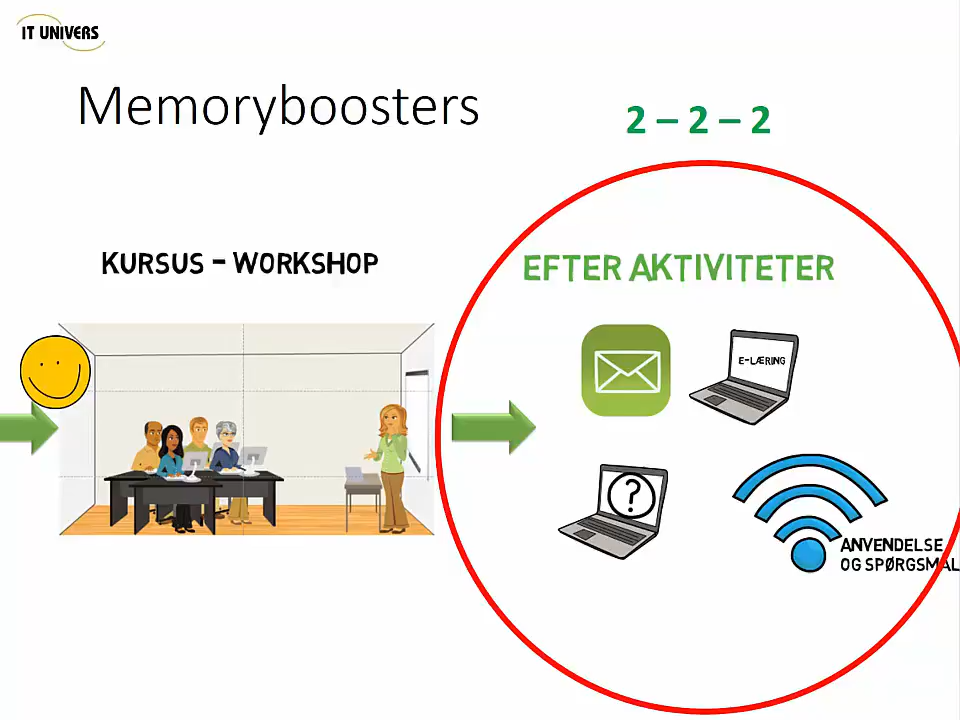 IT UNIVERS
Memoryboosters
2 – 2 – 2
KURSUS - WORKSHOP
EFTER AKTIVITETER
E-LÆRING
?
ANVENDELSE
OG SPØRGSMÅL